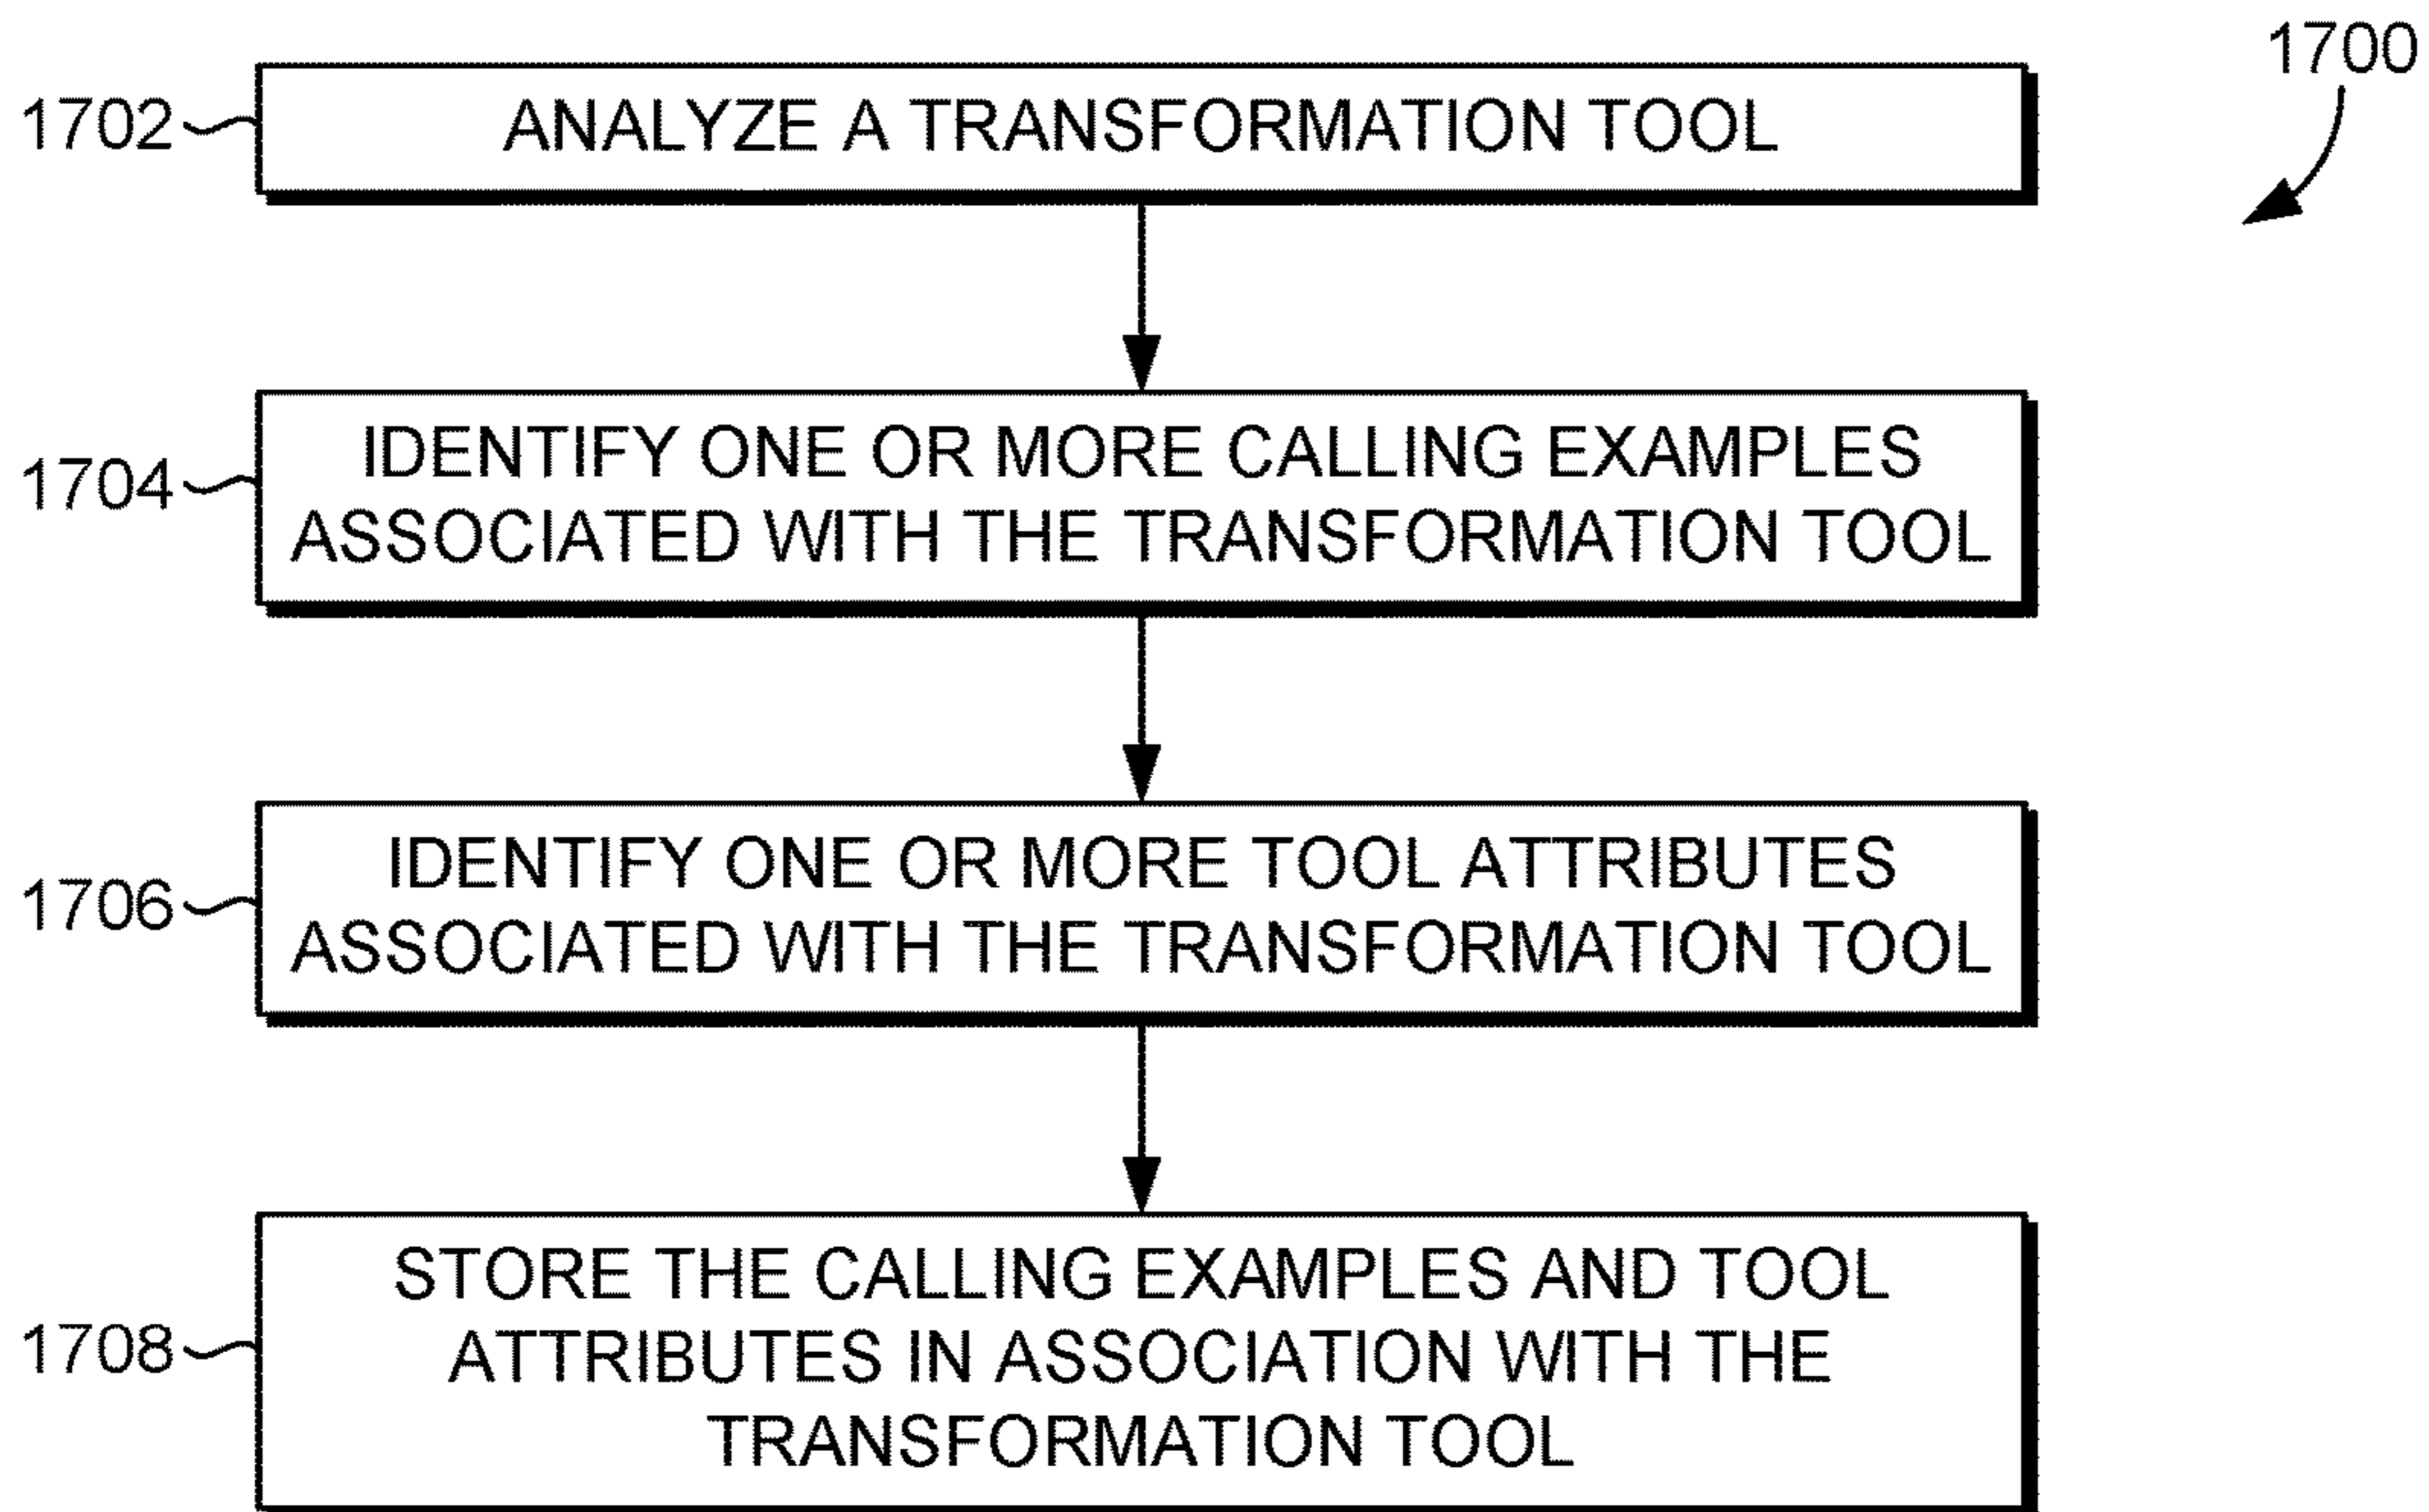 1700
1702
ANALYZE A TRANSFORMATION TOOL
1704
IDENTIFY ONE OR MORE CALLING EXAMPLES
ASSOCIATED WITH THE TRANSFORMATION TOOL
1706
IDENTIFY ONE OR MORE TOOL ATTRIBUTES
ASSOCIATED WITH THE TRANSFORMATION TOOL
1708
STORE THE CALLING EXAMPLES AND TOOL
ATTRIBUTES IN ASSOCIATION WITH THE
TRANSFORMATION TOOL